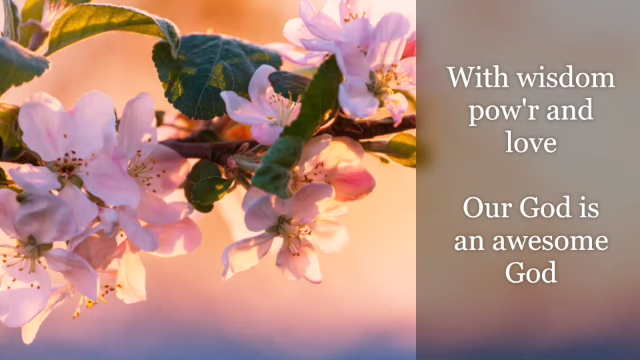 With wisdom
pow'r and
love
Our God is
an awesome
God